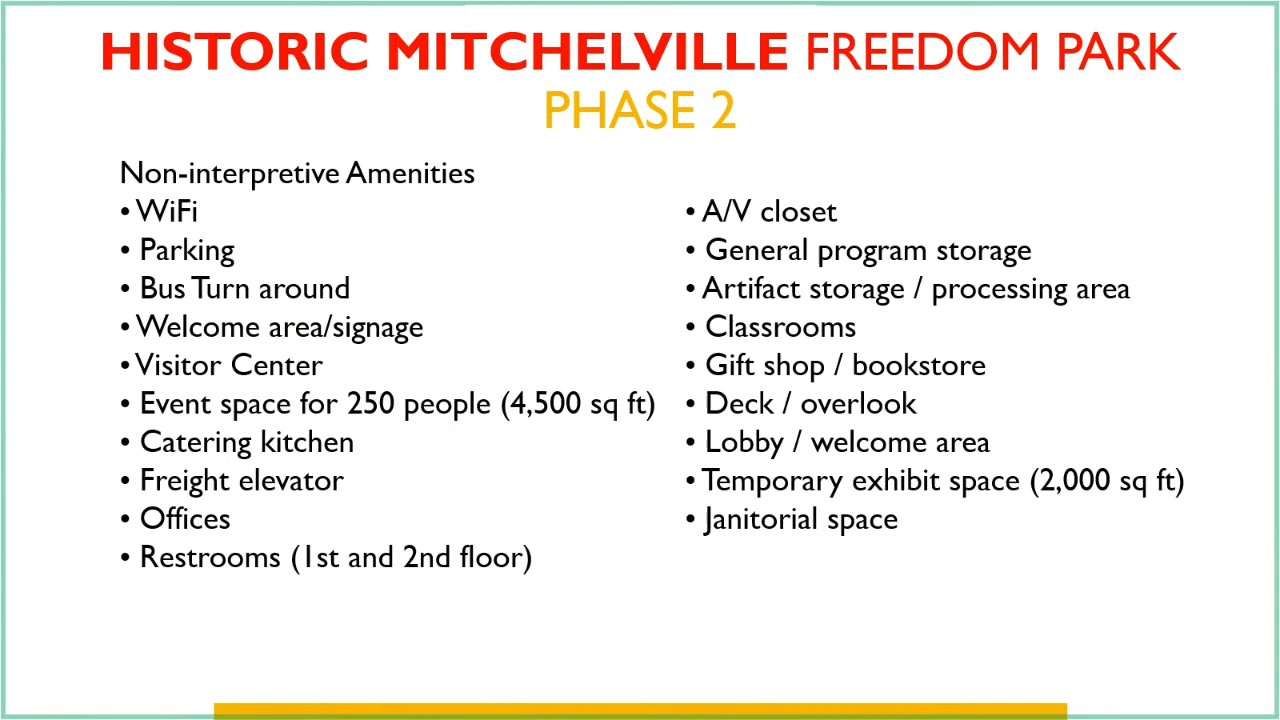 HISTORIC MITCHELVILLE FREEDOM PARK
PHASE 2
Non-interpretive Amenities
• WiFi
• Parking
• Bus Turn around
• Welcome area/signage
• Visitor Center
• Event space for 250 people (4,500 sq ft)
• Catering kitchen
• Freight elevator
• Offices
• Restrooms (1st and 2nd floor)
• A/V closet
• General program storage
• Artifact storage / processing area
• Classrooms
• Gift shop / bookstore
• Deck / overlook
• Lobby / welcome area
• Temporary exhibit space (2,000 sq ft)
• Janitorial space